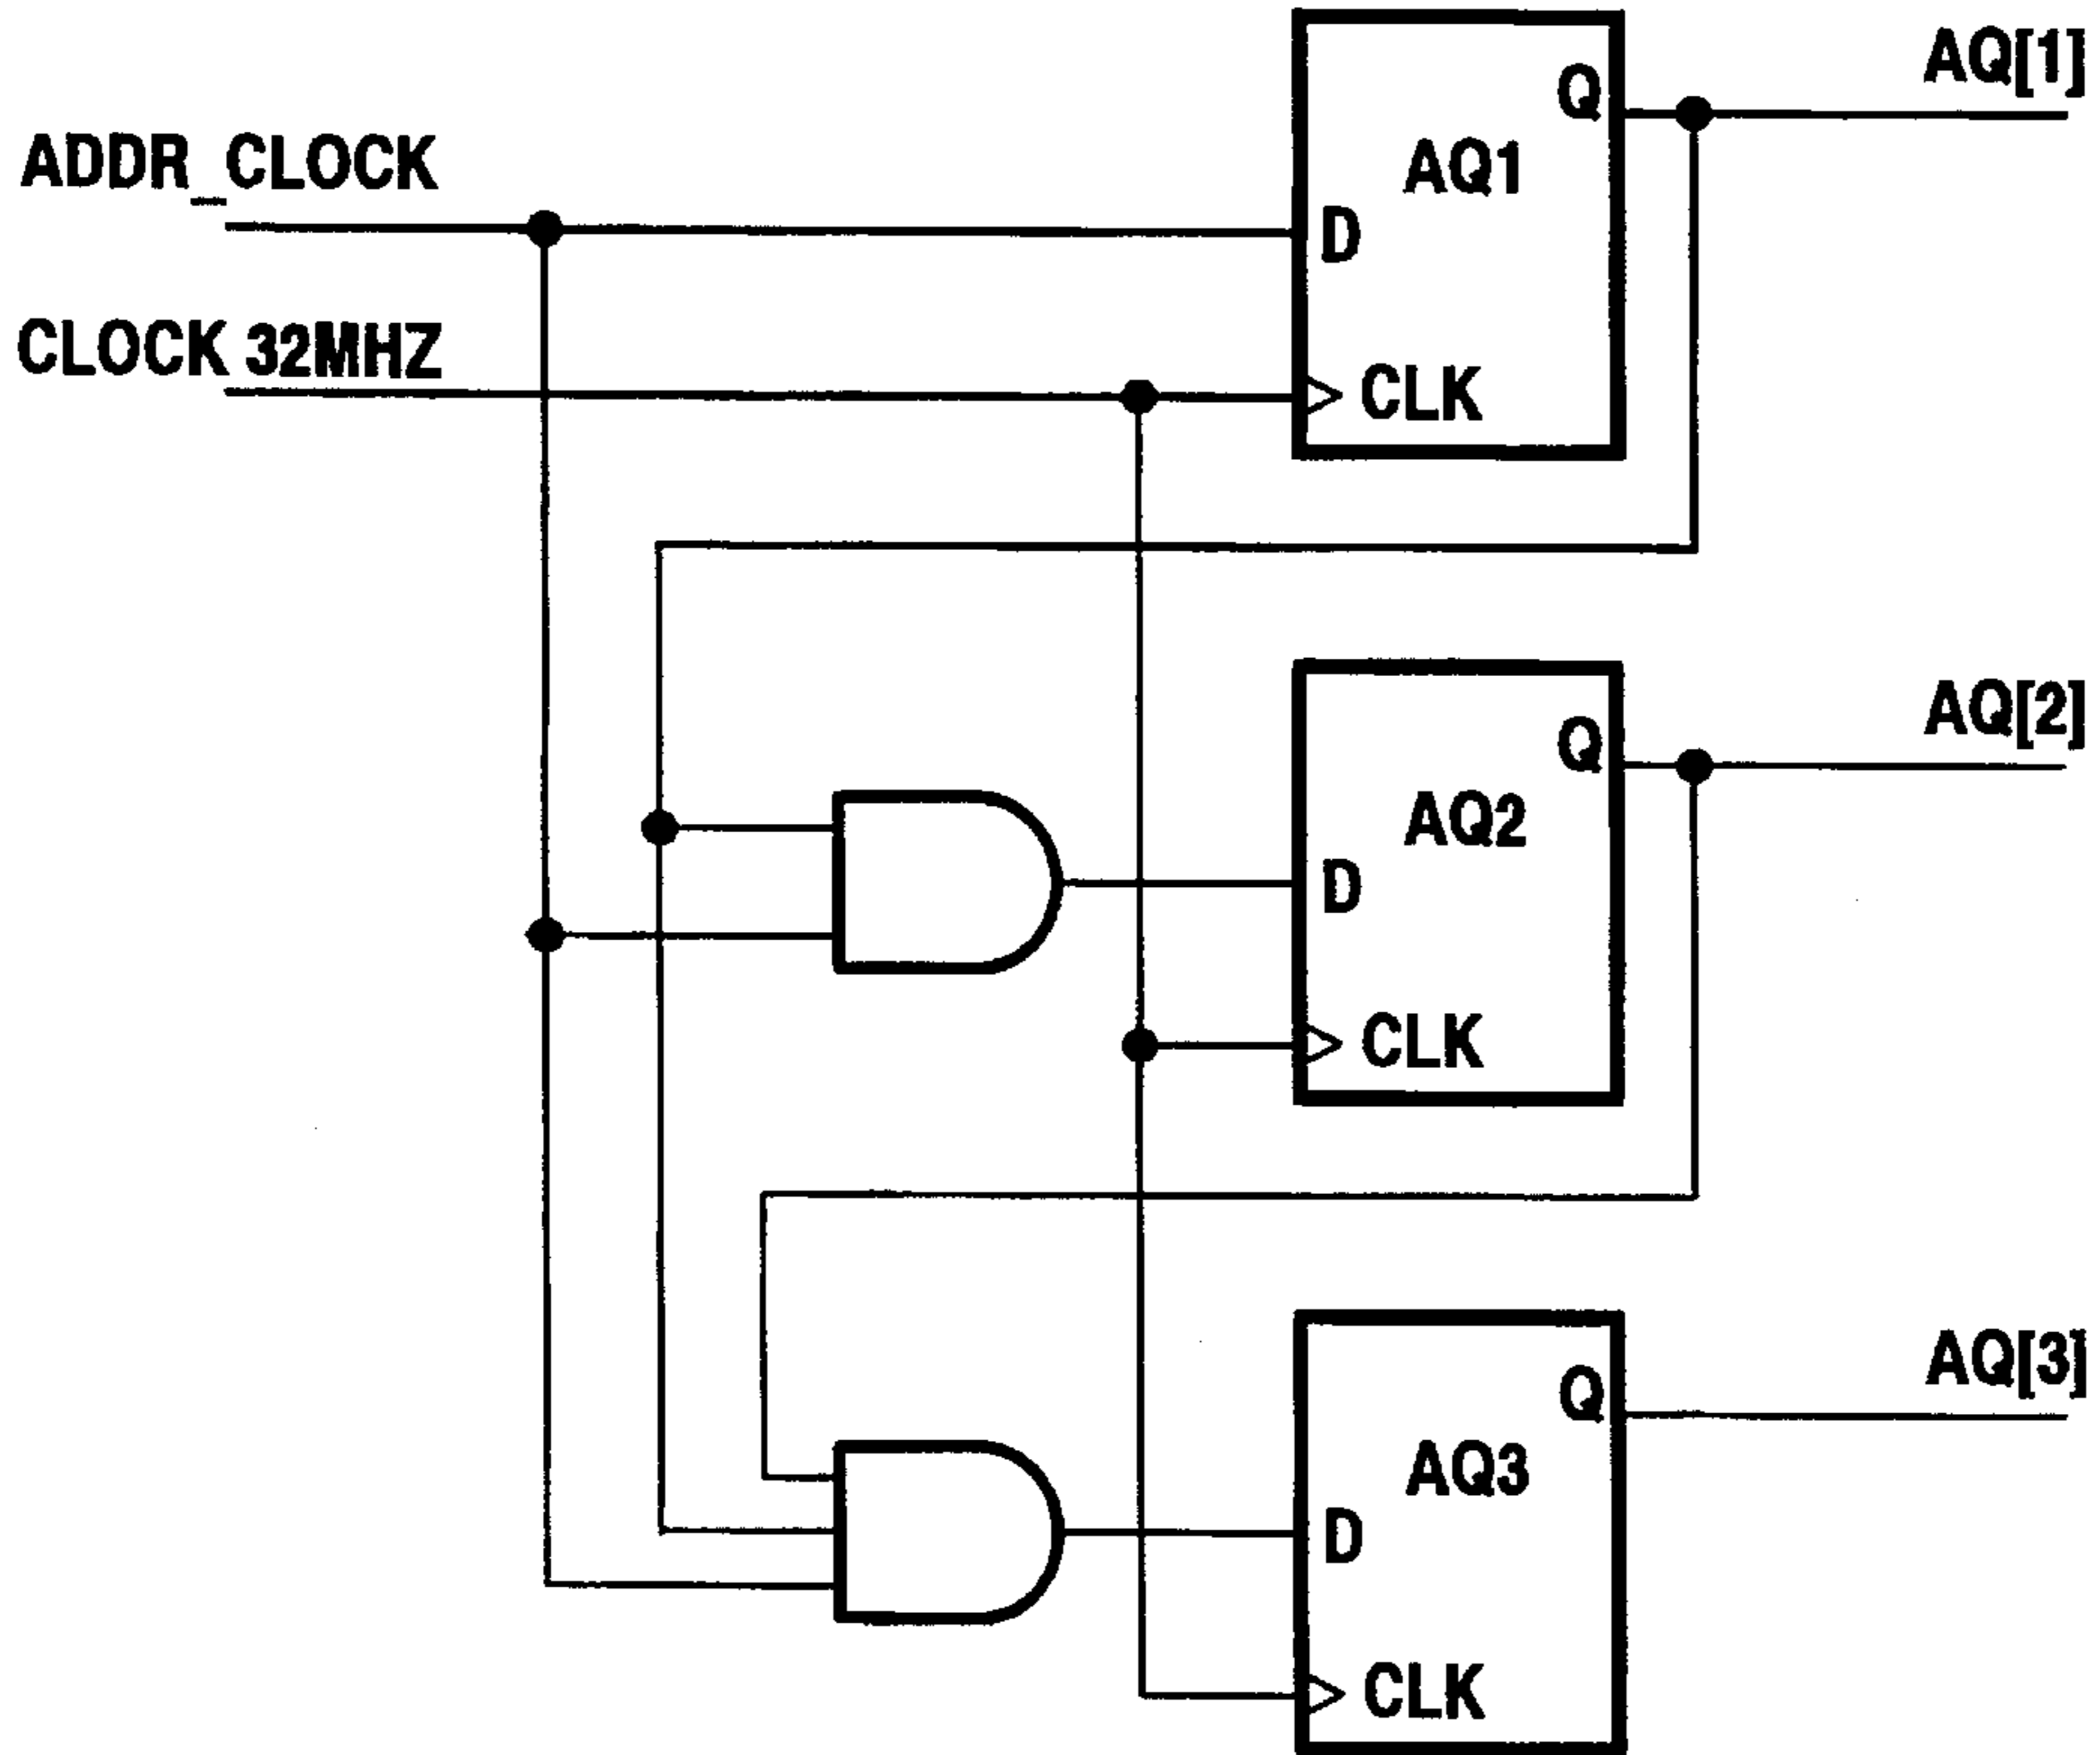 AQ[1]
Q
AQ1
ADDR_CLOCK
D
CLOCK 32MHZ
CLK
AQ[2]
Q
AQ2
D
CLK
AQ[3]
Q
AQ3
D
CLK